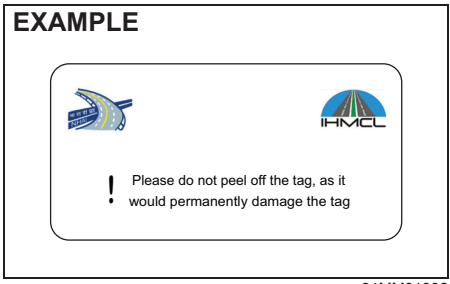 EXAMPLE
IHMCL
Please do not peel off the tag, as it
! would permanently damage the tag